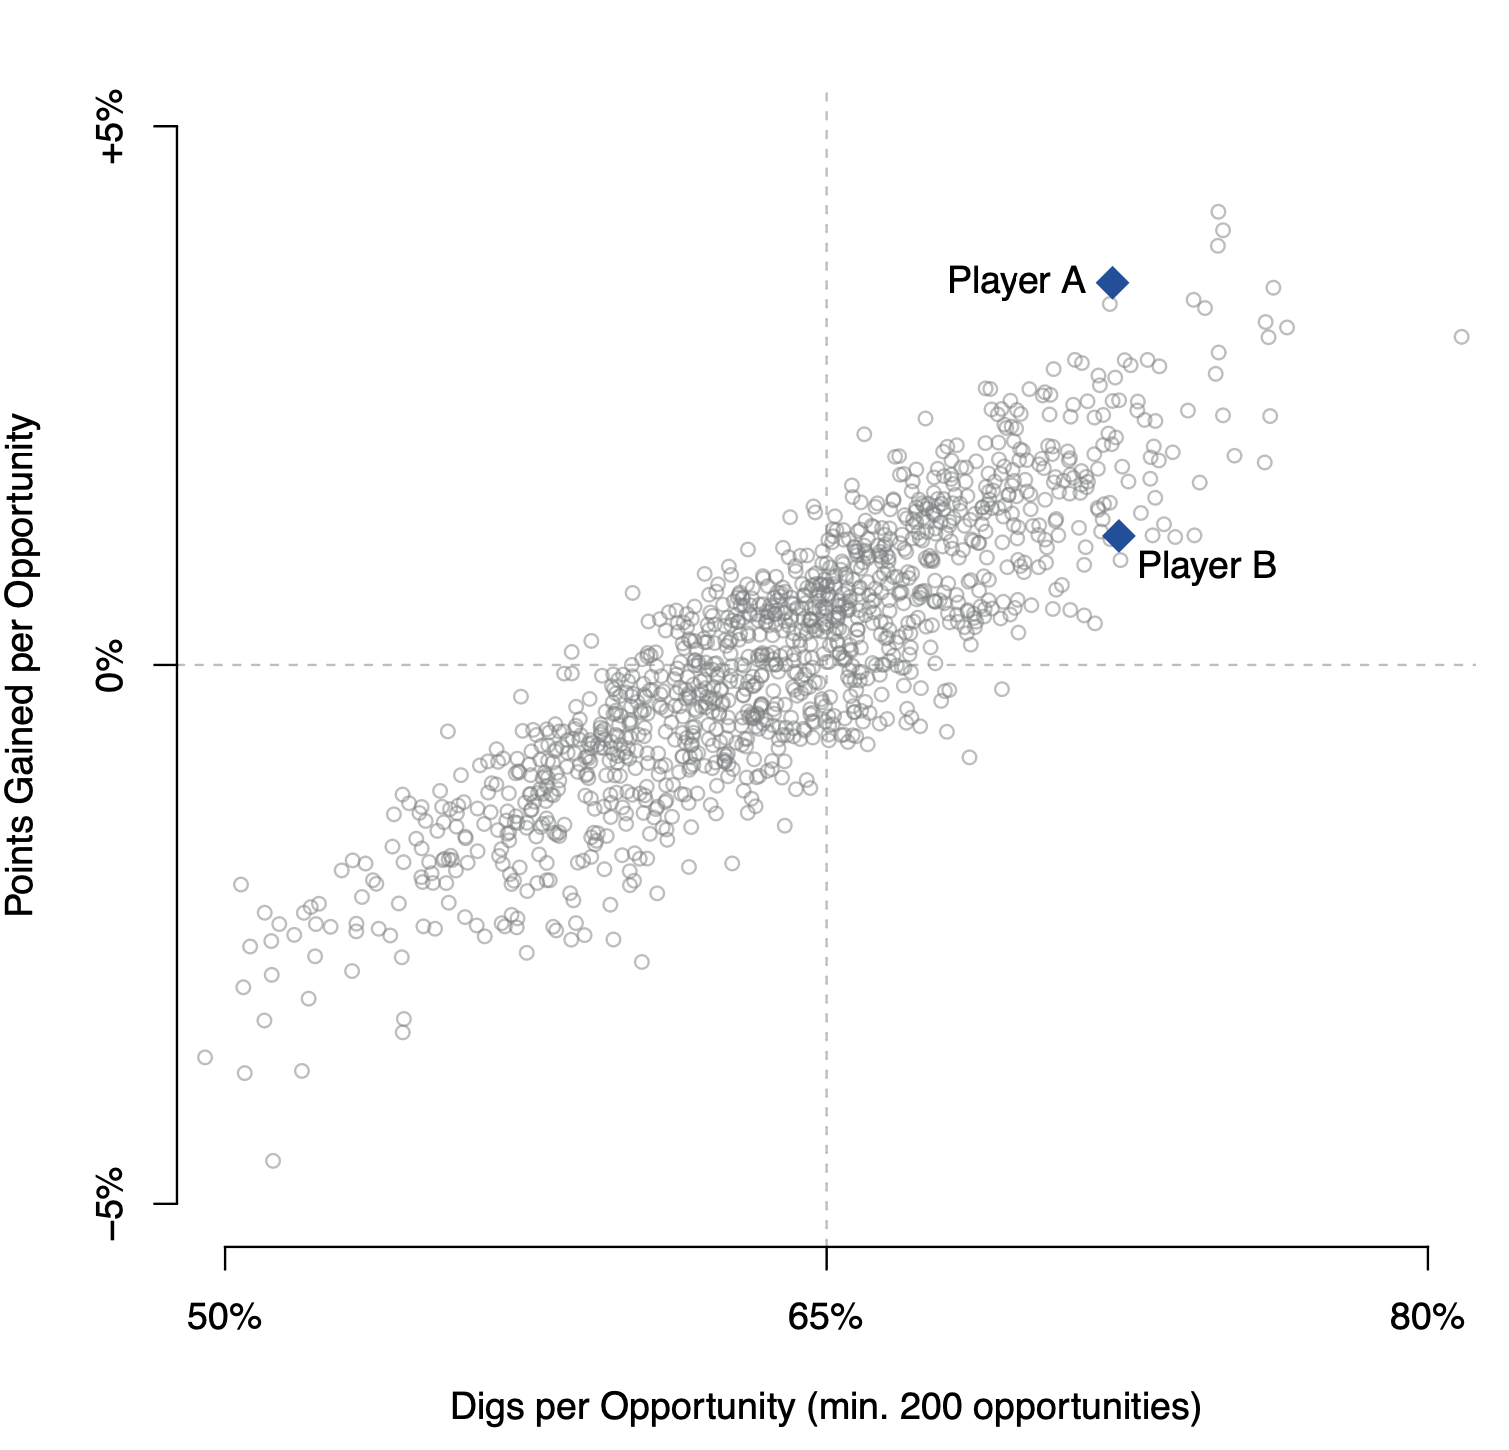 +5%
Player A
Points Gained per Opportunity
Player B
0%
–5%
50%
65%
80%
Digs per Opportunity (min. 200 opportunities)